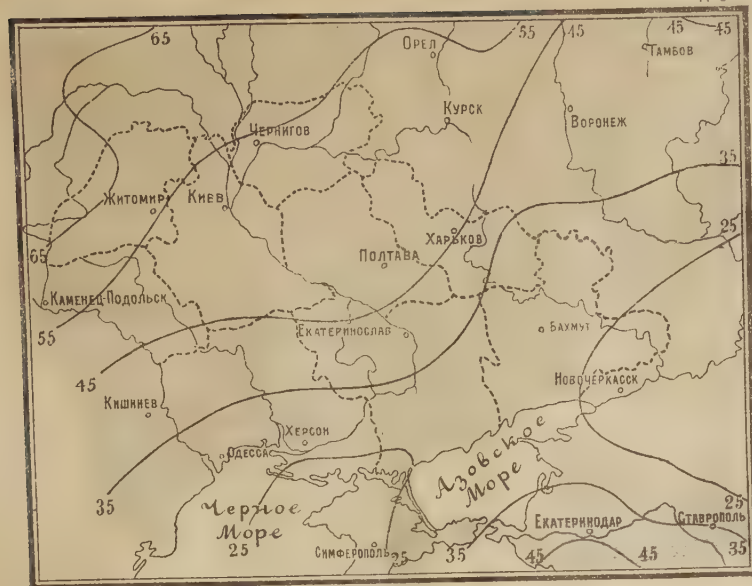 65
55
45
45
45
Орел
Тамбов
Курск
Воронеж
Чернигов
35
Житомир
Киев
Харьков
25
65
Полтава
Каменец-Подольск
55
Екатеринослав
Бахмут
45
Новочеркасск
Кишинев
Херсон
Одесса
Азовское
Море
35
Черное
Море
25
Симферополь
25
35
45
Екатеринодар
45
Ставрополь
25
35